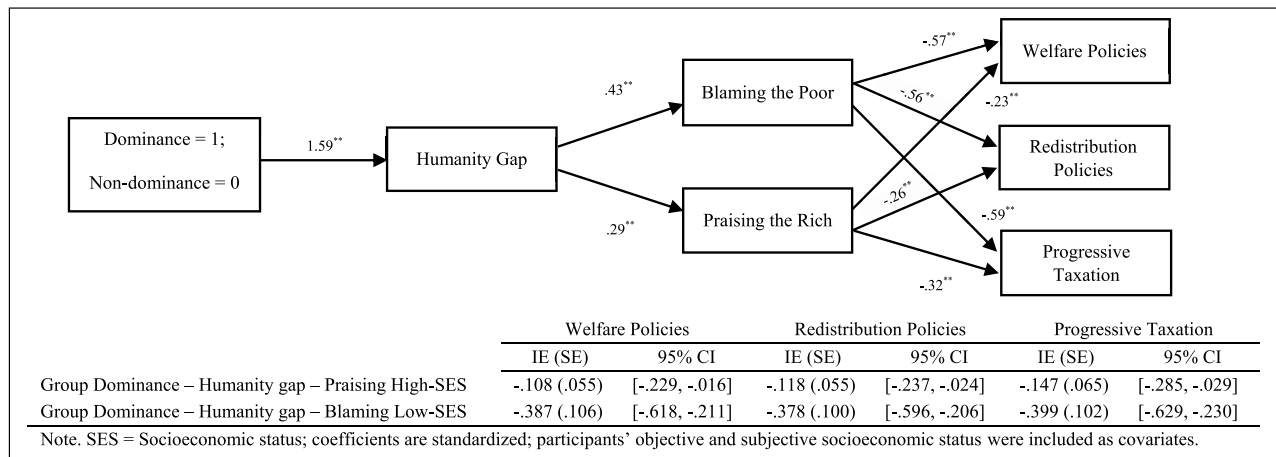 Dominance = 1;
Non-dominance = 0
1.59**
Humanity Gap
.43**
.29**
Blaming the Poor
Praising the Rich
-.57**
-.56**
-.23**
-.26**
-.59**
-.32**
Welfare Policies
Redistribution
Policies
Progressive
Taxation
Welfare Policies Redistribution Policies Progressive Taxation
IE (SE) 95% CI IE (SE) 95% CI IE (SE) 95% CI
Group Dominance – Humanity gap – Praising High-SES -.108 (.055) [-.229, -.016] -.118 (.055) [-.237, -.024] -.147 (.065) [-.285, -.029]
Group Dominance – Humanity gap – Blaming Low-SES -.387 (.106) [-.618, -.211] -.378 (.100) [-.596, -.206] -.399 (.102) [-.629, -.230]
Note. SES = Socioeconomic status; coefficients are standardized; participants’ objective and subjective socioeconomic status were included as covariates.